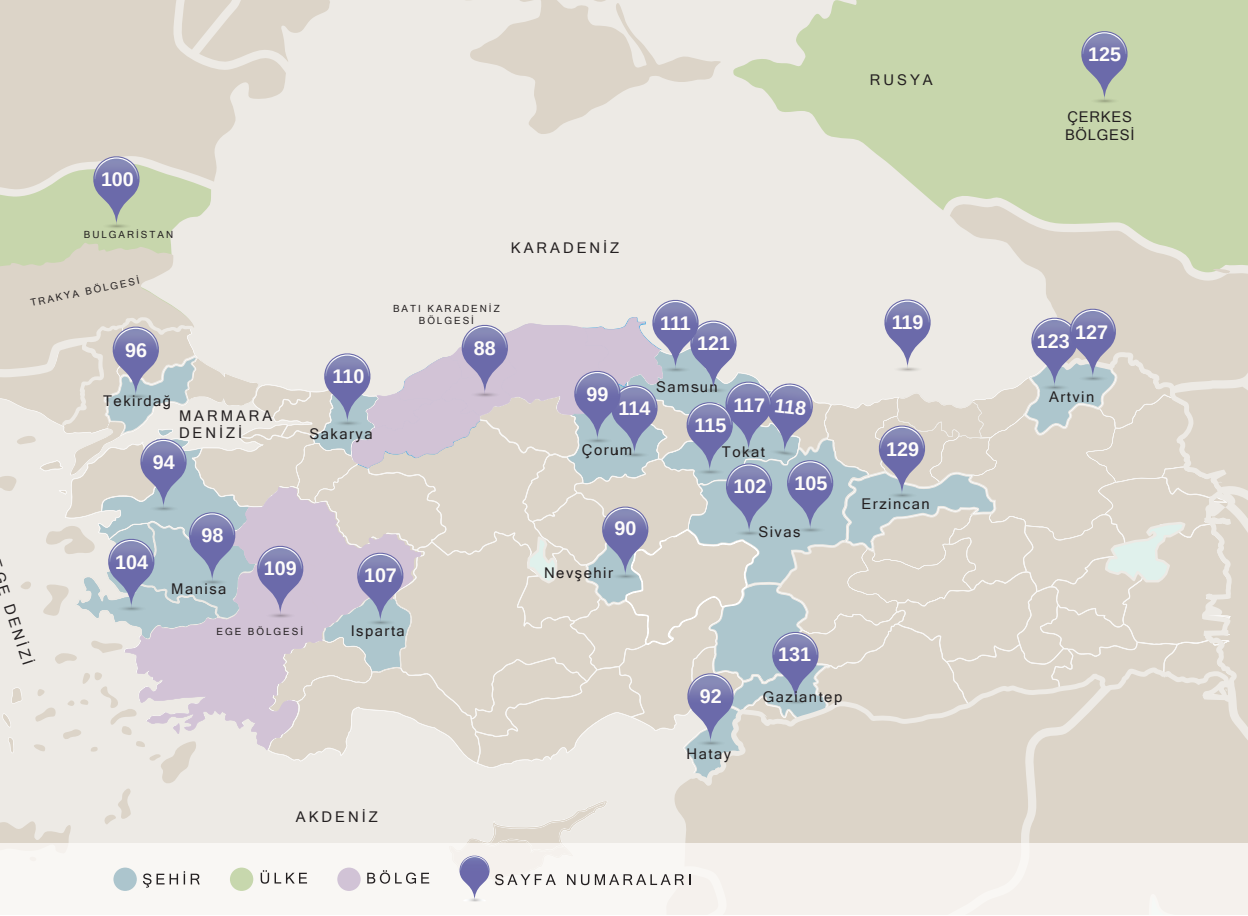 125
RUSYA
ÇERKES
BÖLGESİ
100
BULGARİSTAN
KARADENİZ
TRAKYA BÖLGESİ
BATI KARADENİZ
BÖLGESİ
96
88
111
121
119
123
127
Tekirdağ
110
Samsun
Artvin
MARMARA
DENİZİ
Sakarya
99
114
115
117
118
Çorum
Tokat
94
129
102
105
Erzincan
98
90
Sivas
104
109
107
Nevşehir
Manisa
EGE DENİZİ
EGE BÖLGESİ
Isparta
131
92
Gaziantep
Hatay
AKDENİZ
ŞEHİR
ÜLKE
BÖLGE
SAYFA NUMARALARI